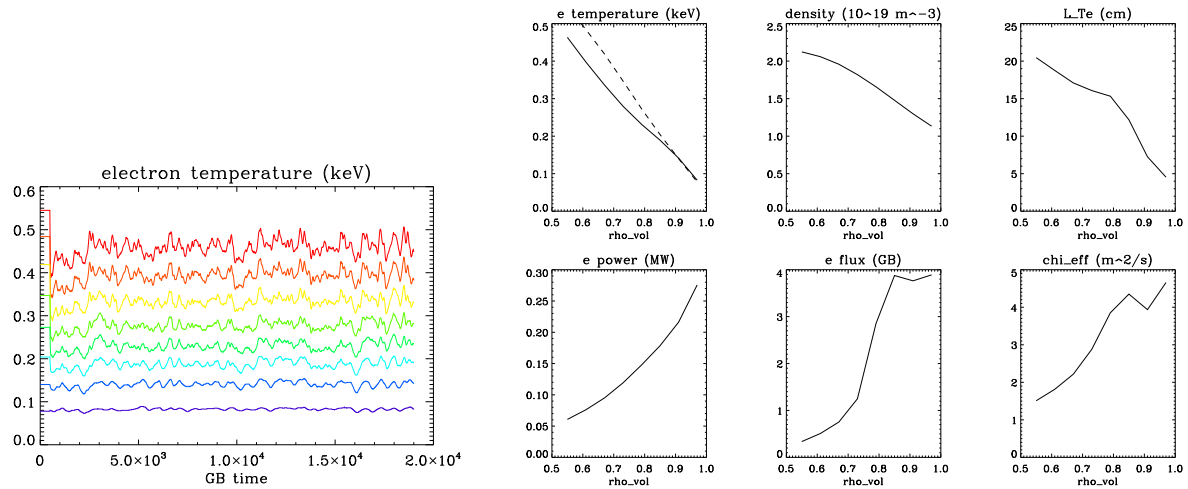 electron temperature (keV)
0.6
0.5
0.4
0.3
0.2
0.1
0.0
0 5.0×10³ 1.0×10⁴ 1.5×10⁴ 2.0×10⁴
GB time
e temperature (keV)
0.5
0.4
0.3
0.2
0.1
0.0
0.5 0.6 0.7 0.8 0.9 1.0
rho_vol
density (10^19 m^-3)
2.5
2.0
1.5
1.0
0.5
0.0
0.5 0.6 0.7 0.8 0.9 1.0
rho_vol
L_Te (cm)
25
20
15
10
5
0
0.5 0.6 0.7 0.8 0.9 1.0
rho_vol
e power (MW)
0.30
0.25
0.20
0.15
0.10
0.05
0.00
0.5 0.6 0.7 0.8 0.9 1.0
rho_vol
e flux (GB)
4
3
2
1
0
0.5 0.6 0.7 0.8 0.9 1.0
rho_vol
chi_eff (m^2/s)
5
4
3
2
1
0
0.5 0.6 0.7 0.8 0.9 1.0
rho_vol